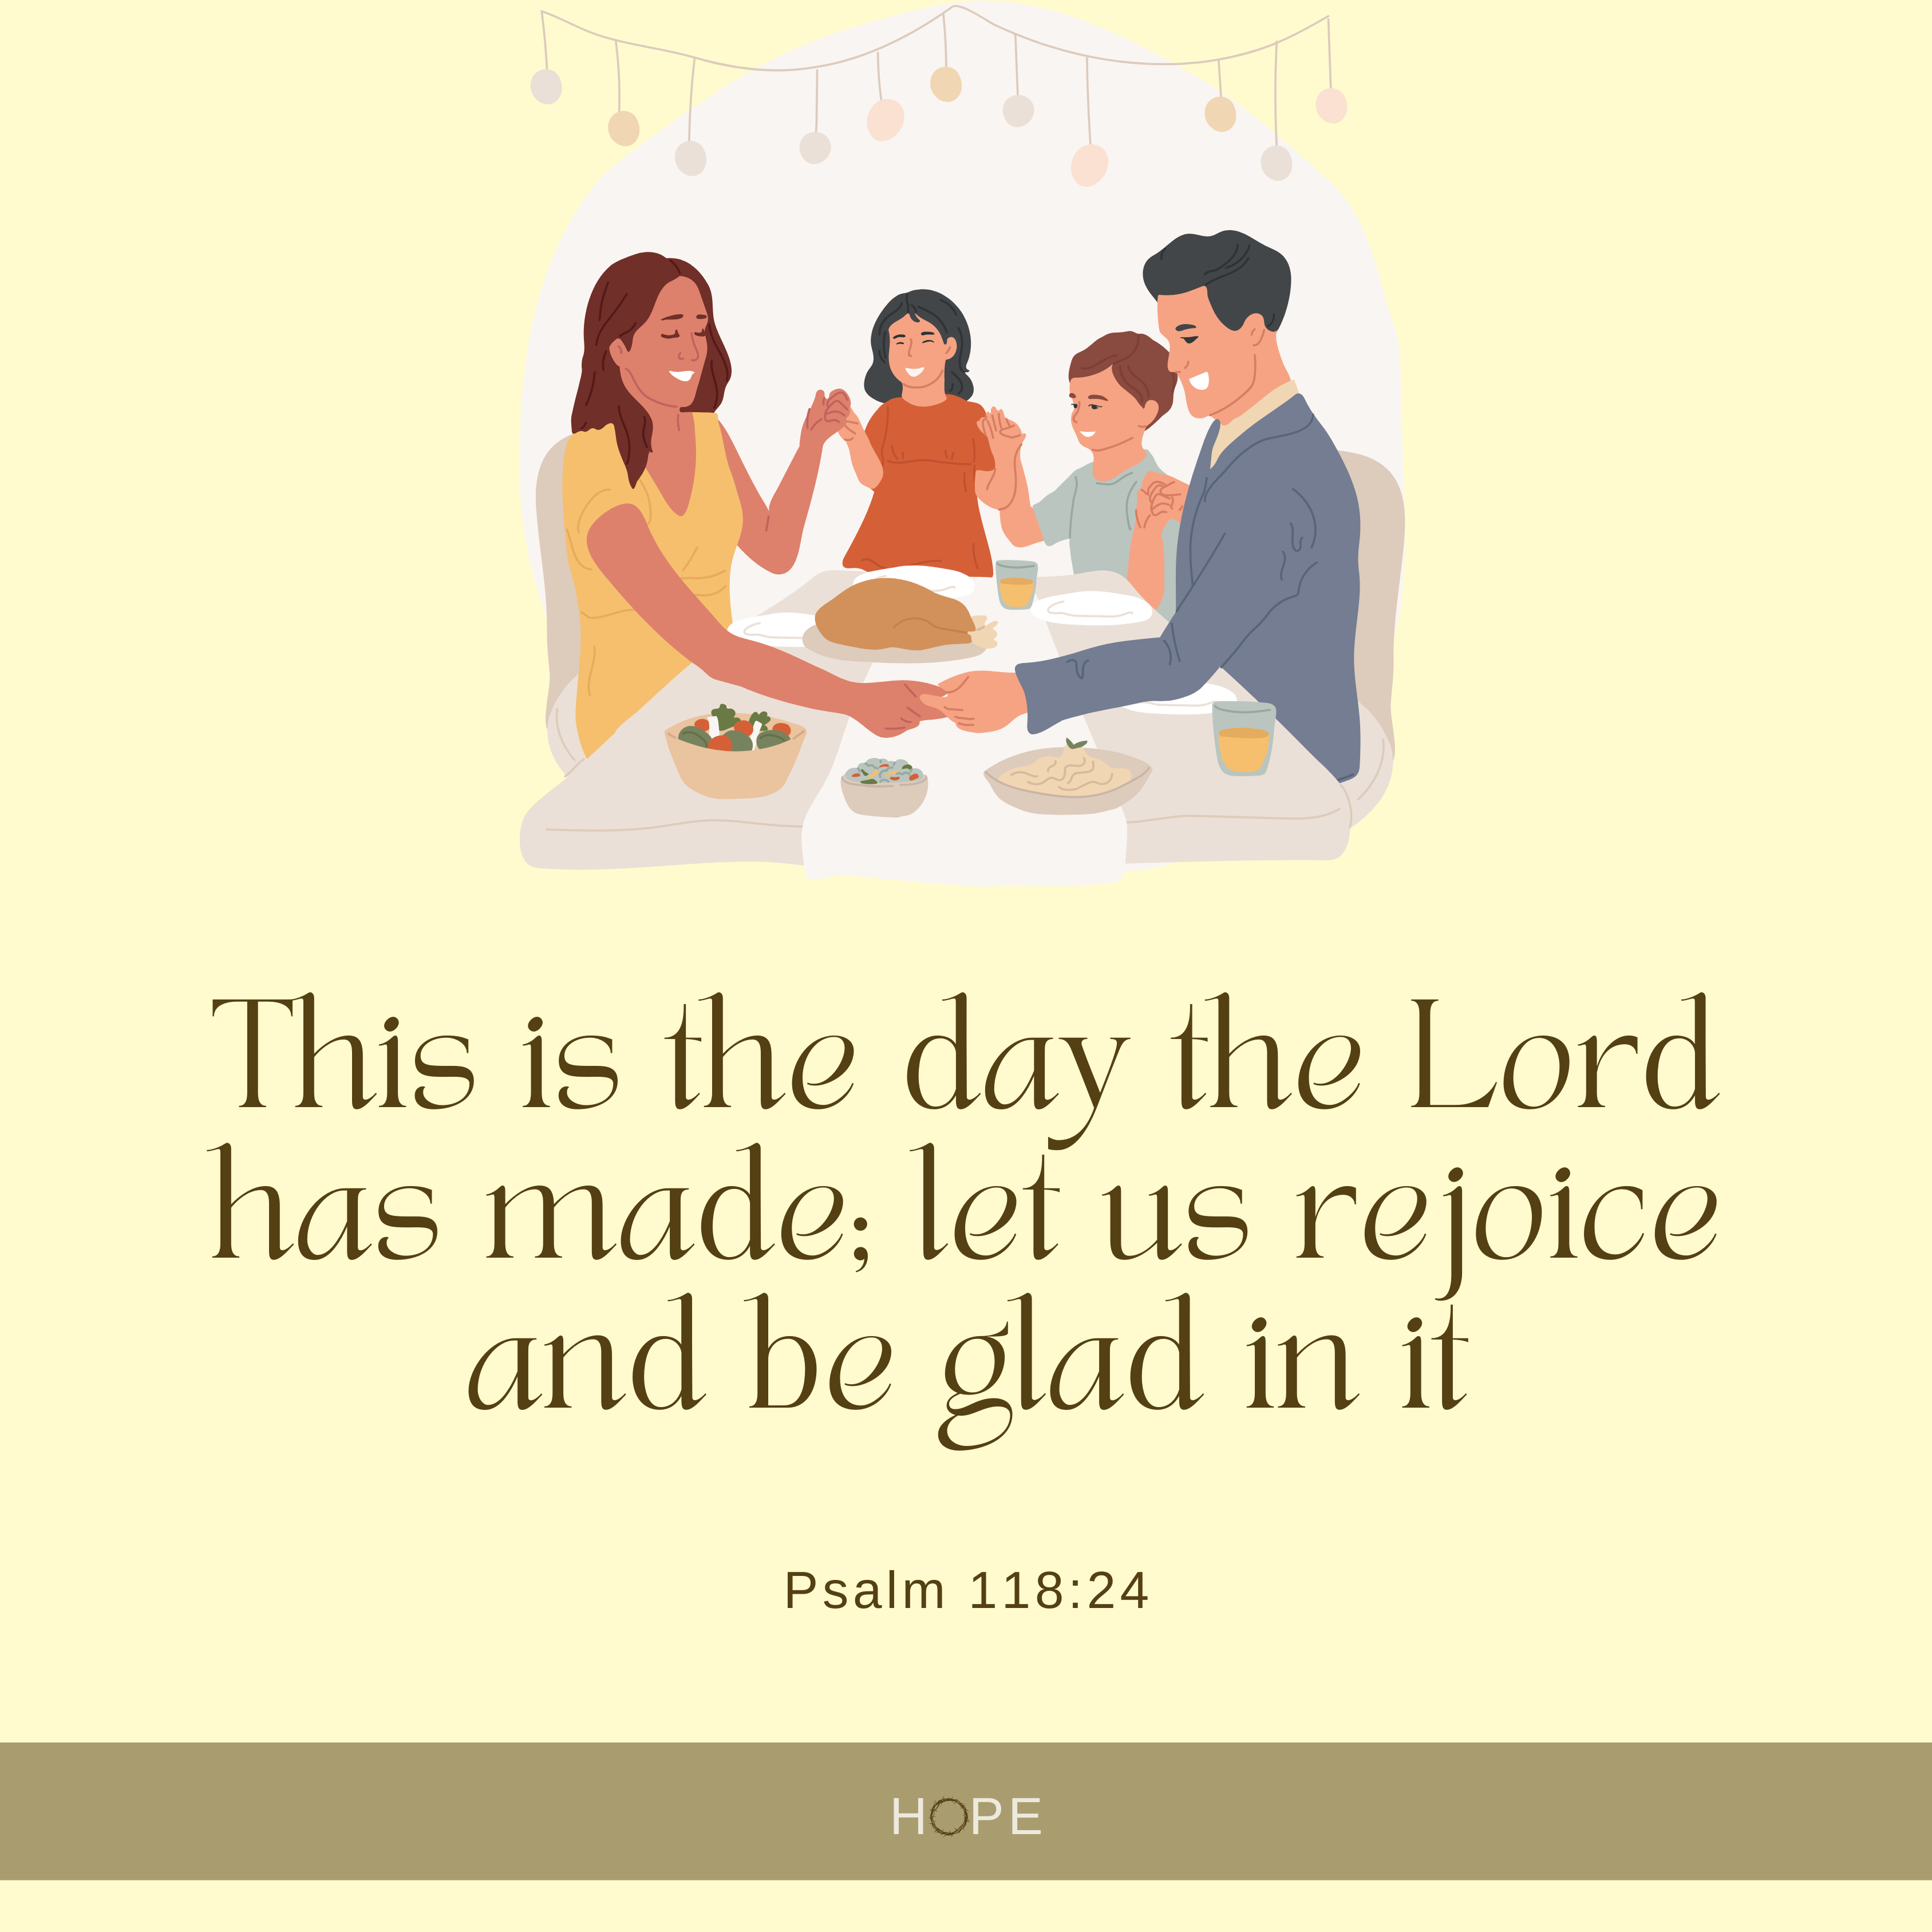 This is the day the Lord
has made; let us rejoice
and be glad in it
Psalm 118:24
HOPE